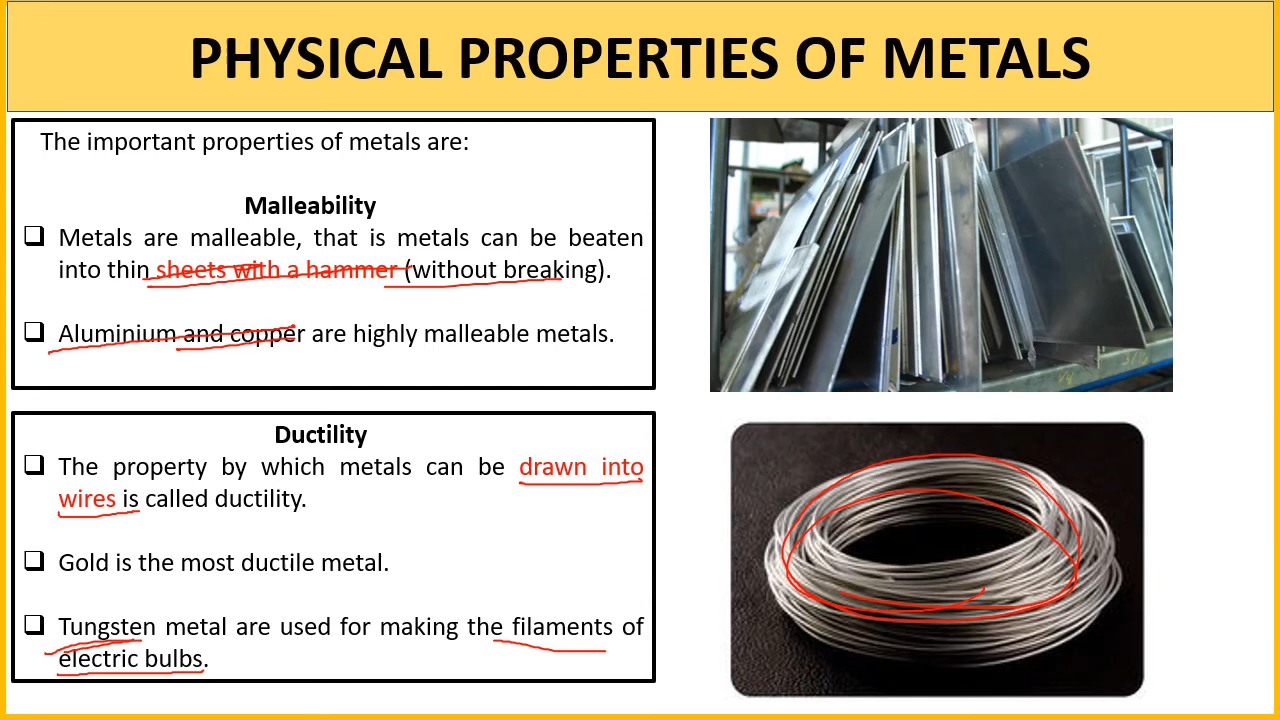 PHYSICAL PROPERTIES OF METALS
The important properties of metals are:
Malleability
❑ Metals are malleable, that is metals can be beaten
into thin sheets with a hammer (without breaking).
❑ Aluminium and copper are highly malleable metals.
Ductility
❑ The property by which metals can be drawn into
wires is called ductility.
❑ Gold is the most ductile metal.
❑ Tungsten metal are used for making the filaments of
electric bulbs.